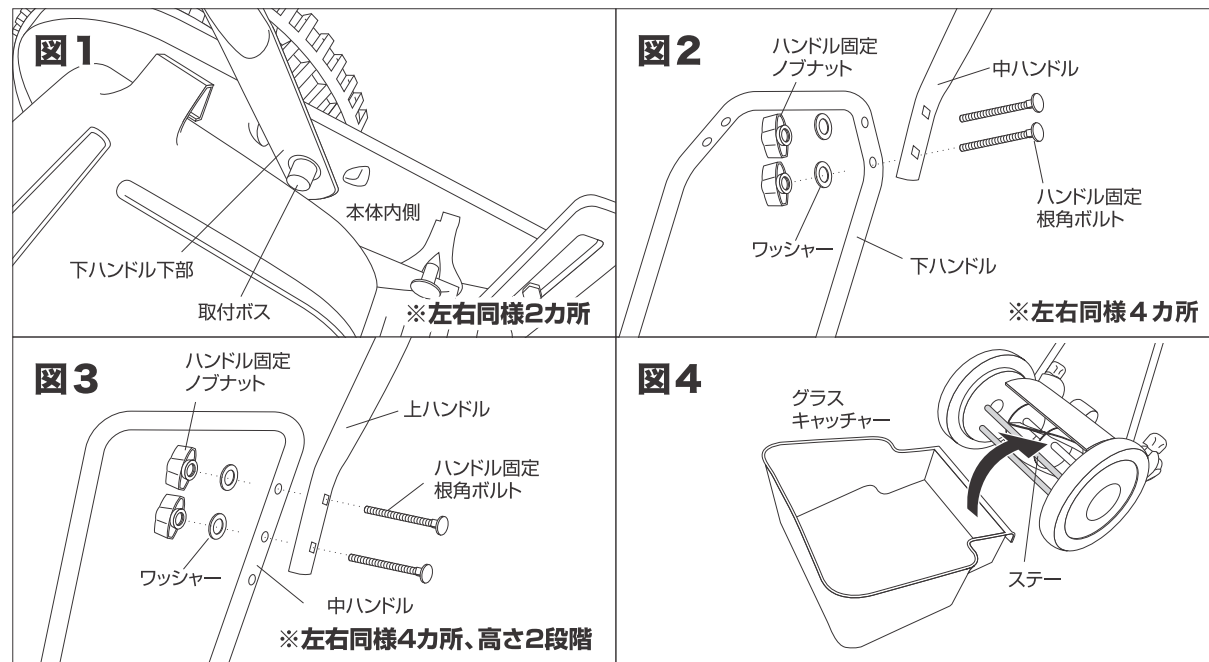 図1
本体内側
下ハンドル下部
取付ボス
※左右同様2カ所
図2
ハンドル固定
ノブナット
中ハンドル
ハンドル固定
根角ボルト
ワッシャー
下ハンドル
※左右同様4カ所
図3
ハンドル固定
ノブナット
上ハンドル
ハンドル固定
根角ボルト
ワッシャー
中ハンドル
※左右同様4カ所、高さ2段階
図4
グラス
キャッチャー
ステー